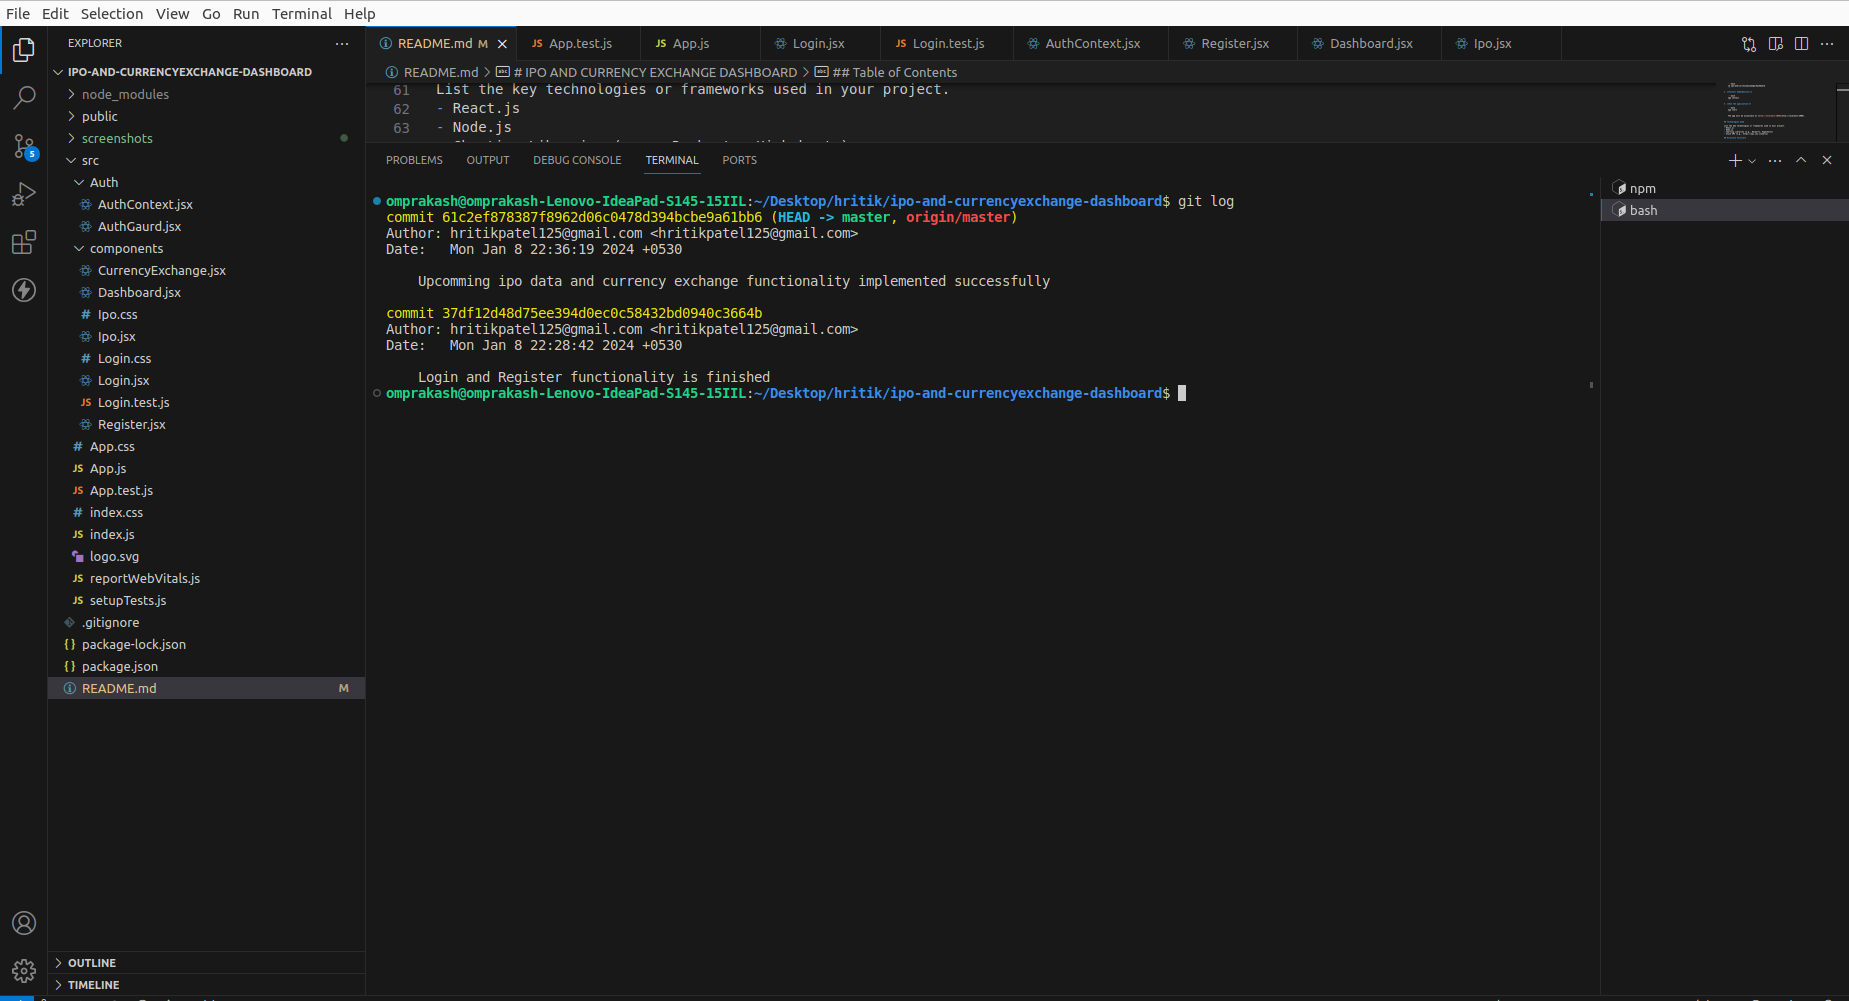 File Edit Selection View Go Run Terminal Help
EXPLORER
IPO-AND-CURRENCYEXCHANGE-DASHBOARD
node_modules
public
screenshots
src
Auth
AuthContext.jsx
AuthGaurd.jsx
components
CurrencyExchange.jsx
Dashboard.jsx
# Ipo.css
Ipo.jsx
# Login.css
Login.jsx
JS Login.test.js
Register.jsx
# App.css
JS App.js
JS App.test.js
# index.css
JS index.js
logo.svg
JS reportWebVitals.js
JS setupTests.js
.gitignore
{} package-lock.json
{} package.json
README.md M
OUTLINE
TIMELINE
5
README.md M JS App.test.js JS App.js Login.jsx JS Login.test.js AuthContext.jsx Register.jsx Dashboard.jsx Ipo.jsx
README.md > # IPO AND CURRENCY EXCHANGE DASHBOARD > ## Table of Contents
61 List the key technologies or frameworks used in your project.
62 - React.js
63 - Node.js
PROBLEMS OUTPUT DEBUG CONSOLE TERMINAL PORTS
omprakash@omprakash-Lenovo-IdeaPad-S145-15IIL:~/Desktop/hritik/ipo-and-currencyexchange-dashboard$ git log
commit 61c2ef878387f8962d06c0478d394bcbe9a61bb6 (HEAD -> master, origin/master)
Author: hritikpatel125@gmail.com <hritikpatel125@gmail.com>
Date: Mon Jan 8 22:36:19 2024 +0530
Upcomming ipo data and currency exchange functionality implemented successfully
commit 37df12d48d75ee394d0ec0c58432bd0940c3664b
Author: hritikpatel125@gmail.com <hritikpatel125@gmail.com>
Date: Mon Jan 8 22:28:42 2024 +0530
Login and Register functionality is finished
omprakash@omprakash-Lenovo-IdeaPad-S145-15IIL:~/Desktop/hritik/ipo-and-currencyexchange-dashboard$
npm
bash